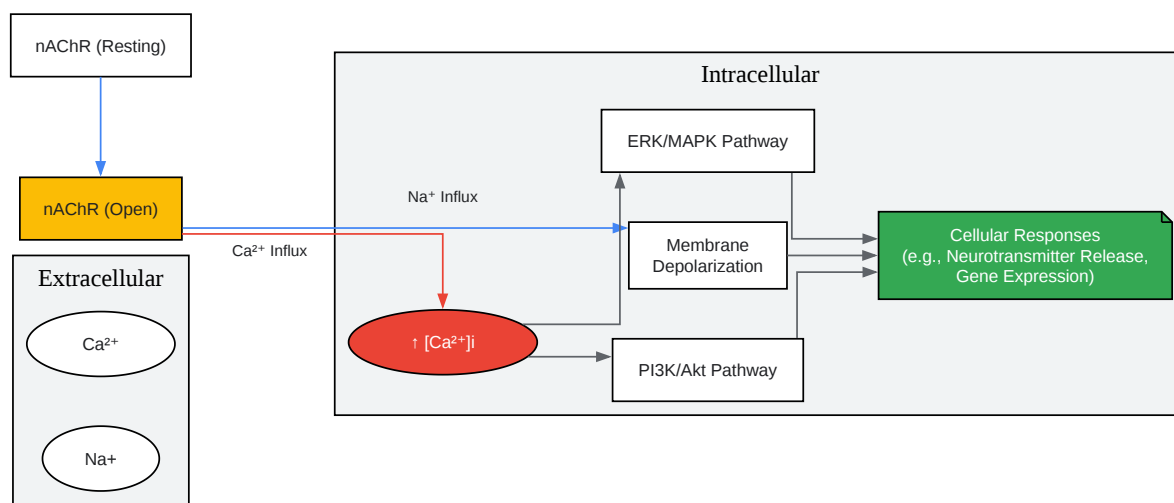 nAChR (Resting)
Intracellular
ERK/MAPK Pathway
nAChR (Open)
Na⁺ Influx
Ca²⁺ Influx
Membrane
Depolarization
Cellular Responses
(e.g., Neurotransmitter Release,
Gene Expression)
Extracellular
Ca²⁺
↑ [Ca²⁺]i
PI3K/Akt Pathway
Na+